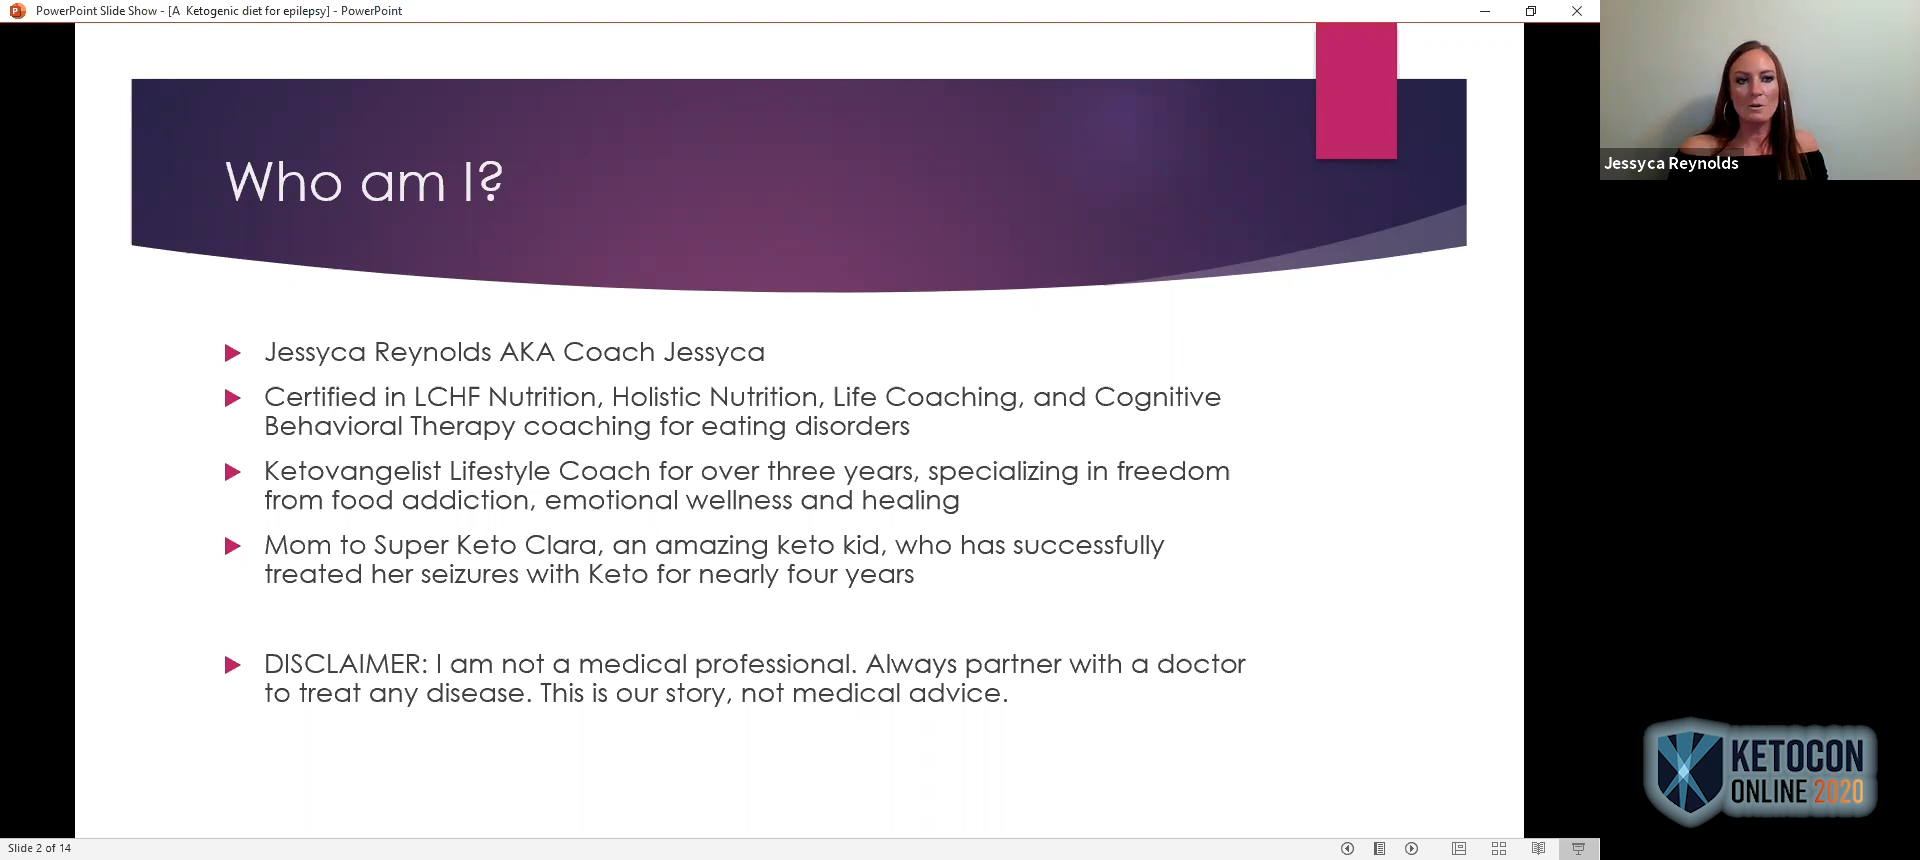 PowerPoint Slide Show - [A  Ketogenic diet for epilepsy] - PowerPoint
Who am I?
Jessyca Reynolds AKA Coach Jessyca
Certified in LCHF Nutrition, Holistic Nutrition, Life Coaching, and Cognitive
Behavioral Therapy coaching for eating disorders
Ketovangelist Lifestyle Coach for over three years, specializing in freedom
from food addiction, emotional wellness and healing
Mom to Super Keto Clara, an amazing keto kid, who has successfully
treated her seizures with Keto for nearly four years
DISCLAIMER: I am not a medical professional. Always partner with a doctor
to treat any disease. This is our story, not medical advice.
Slide 2 of 14
Jessyca Reynolds
KETOCON
ONLINE 2020